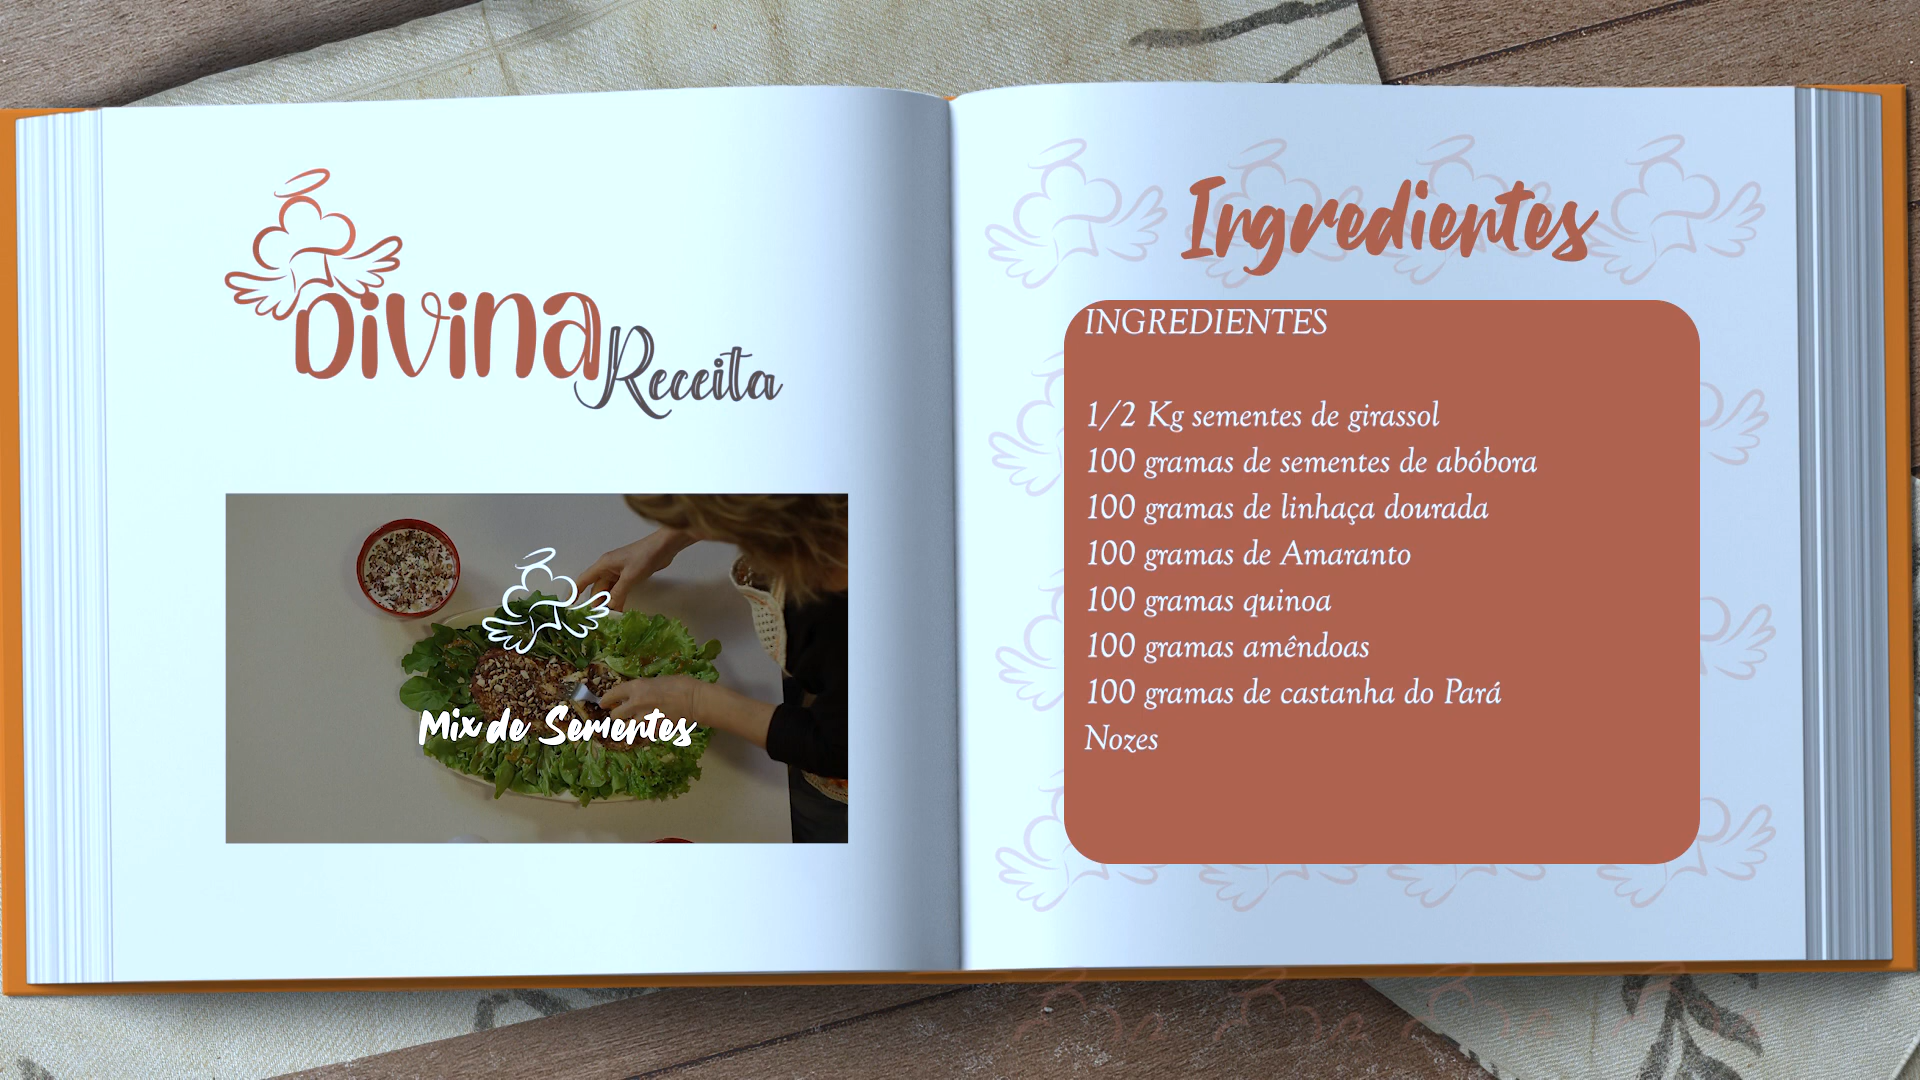 Divina
Receita
Mix de Sementes
Ingredientes
INGREDIENTES
1/2 Kg sementes de girassol
100 gramas de sementes de abóbora
100 gramas de linhaça dourada
100 gramas de Amaranto
100 gramas quinoa
100 gramas amêndoas
100 gramas de castanha do Pará
Nozes